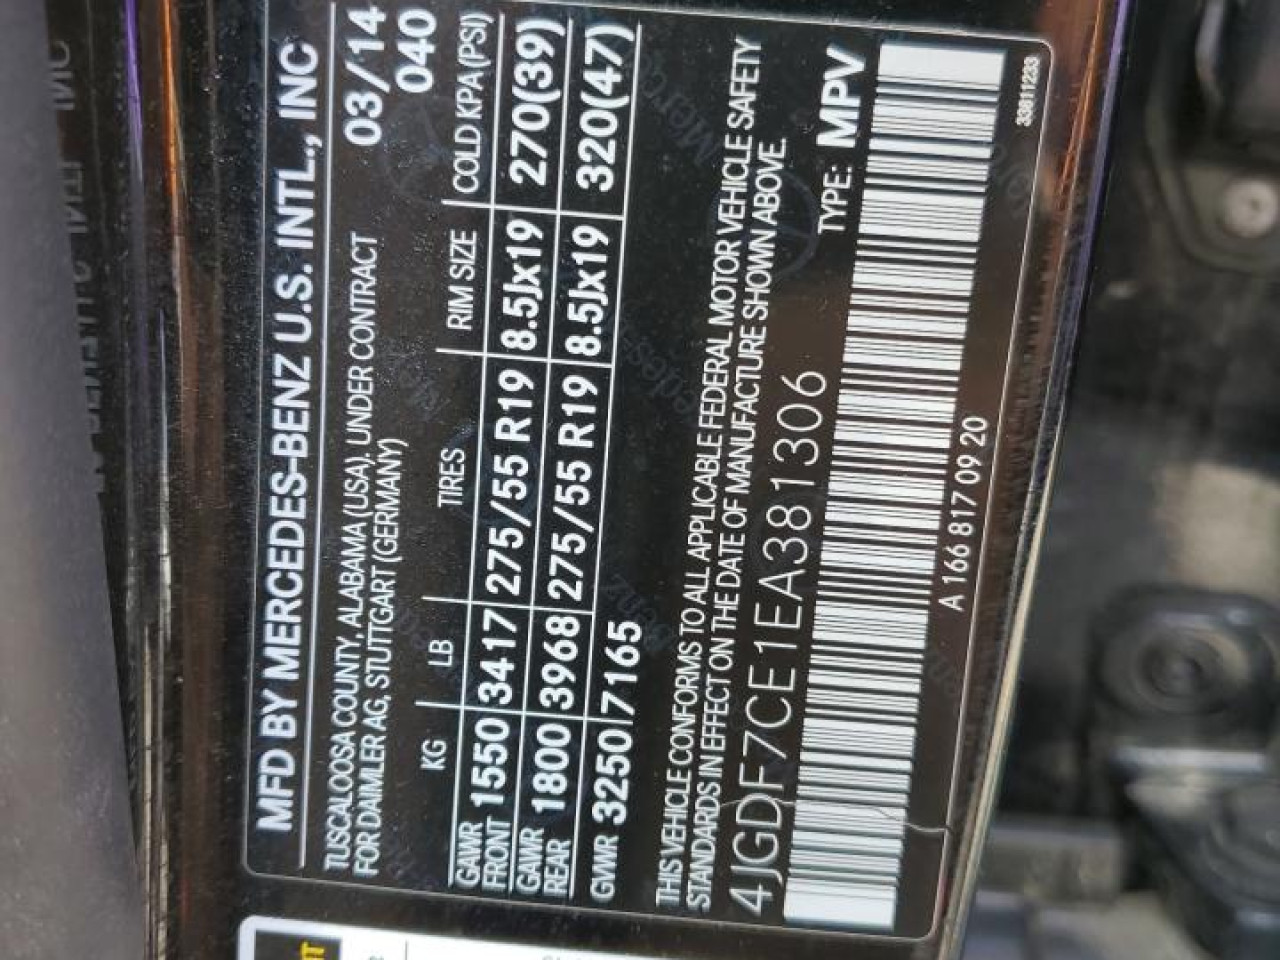 MFD BY MERCEDES-BENZ U.S. INTL., INC
TUSCALOOSA COUNTY, ALABAMA (USA). UNDER CONTRACT 03/14
FOR DAIMLER AG, STUTTGART (GERMANY) 040
KG LB TIRES RIM SIZE COLD KPA(PSI)
GAWR FRONT 1550 3417 275/55 R19 8.5Jx19 270(39)
GAWR REAR 1800 3968 275/55 R19 8.5Jx19 320(47)
GVWR 3250 7165
THIS VEHICLE CONFORMS TO ALL APPLICABLE FEDERAL MOTOR VEHICLE SAFETY
STANDARDS IN EFFECT ON THE DATE OF MANUFACTURE SHOWN ABOVE.
4JGDF7CE1EA381306 TYPE: MPV
A 166 817 09 20
33811233